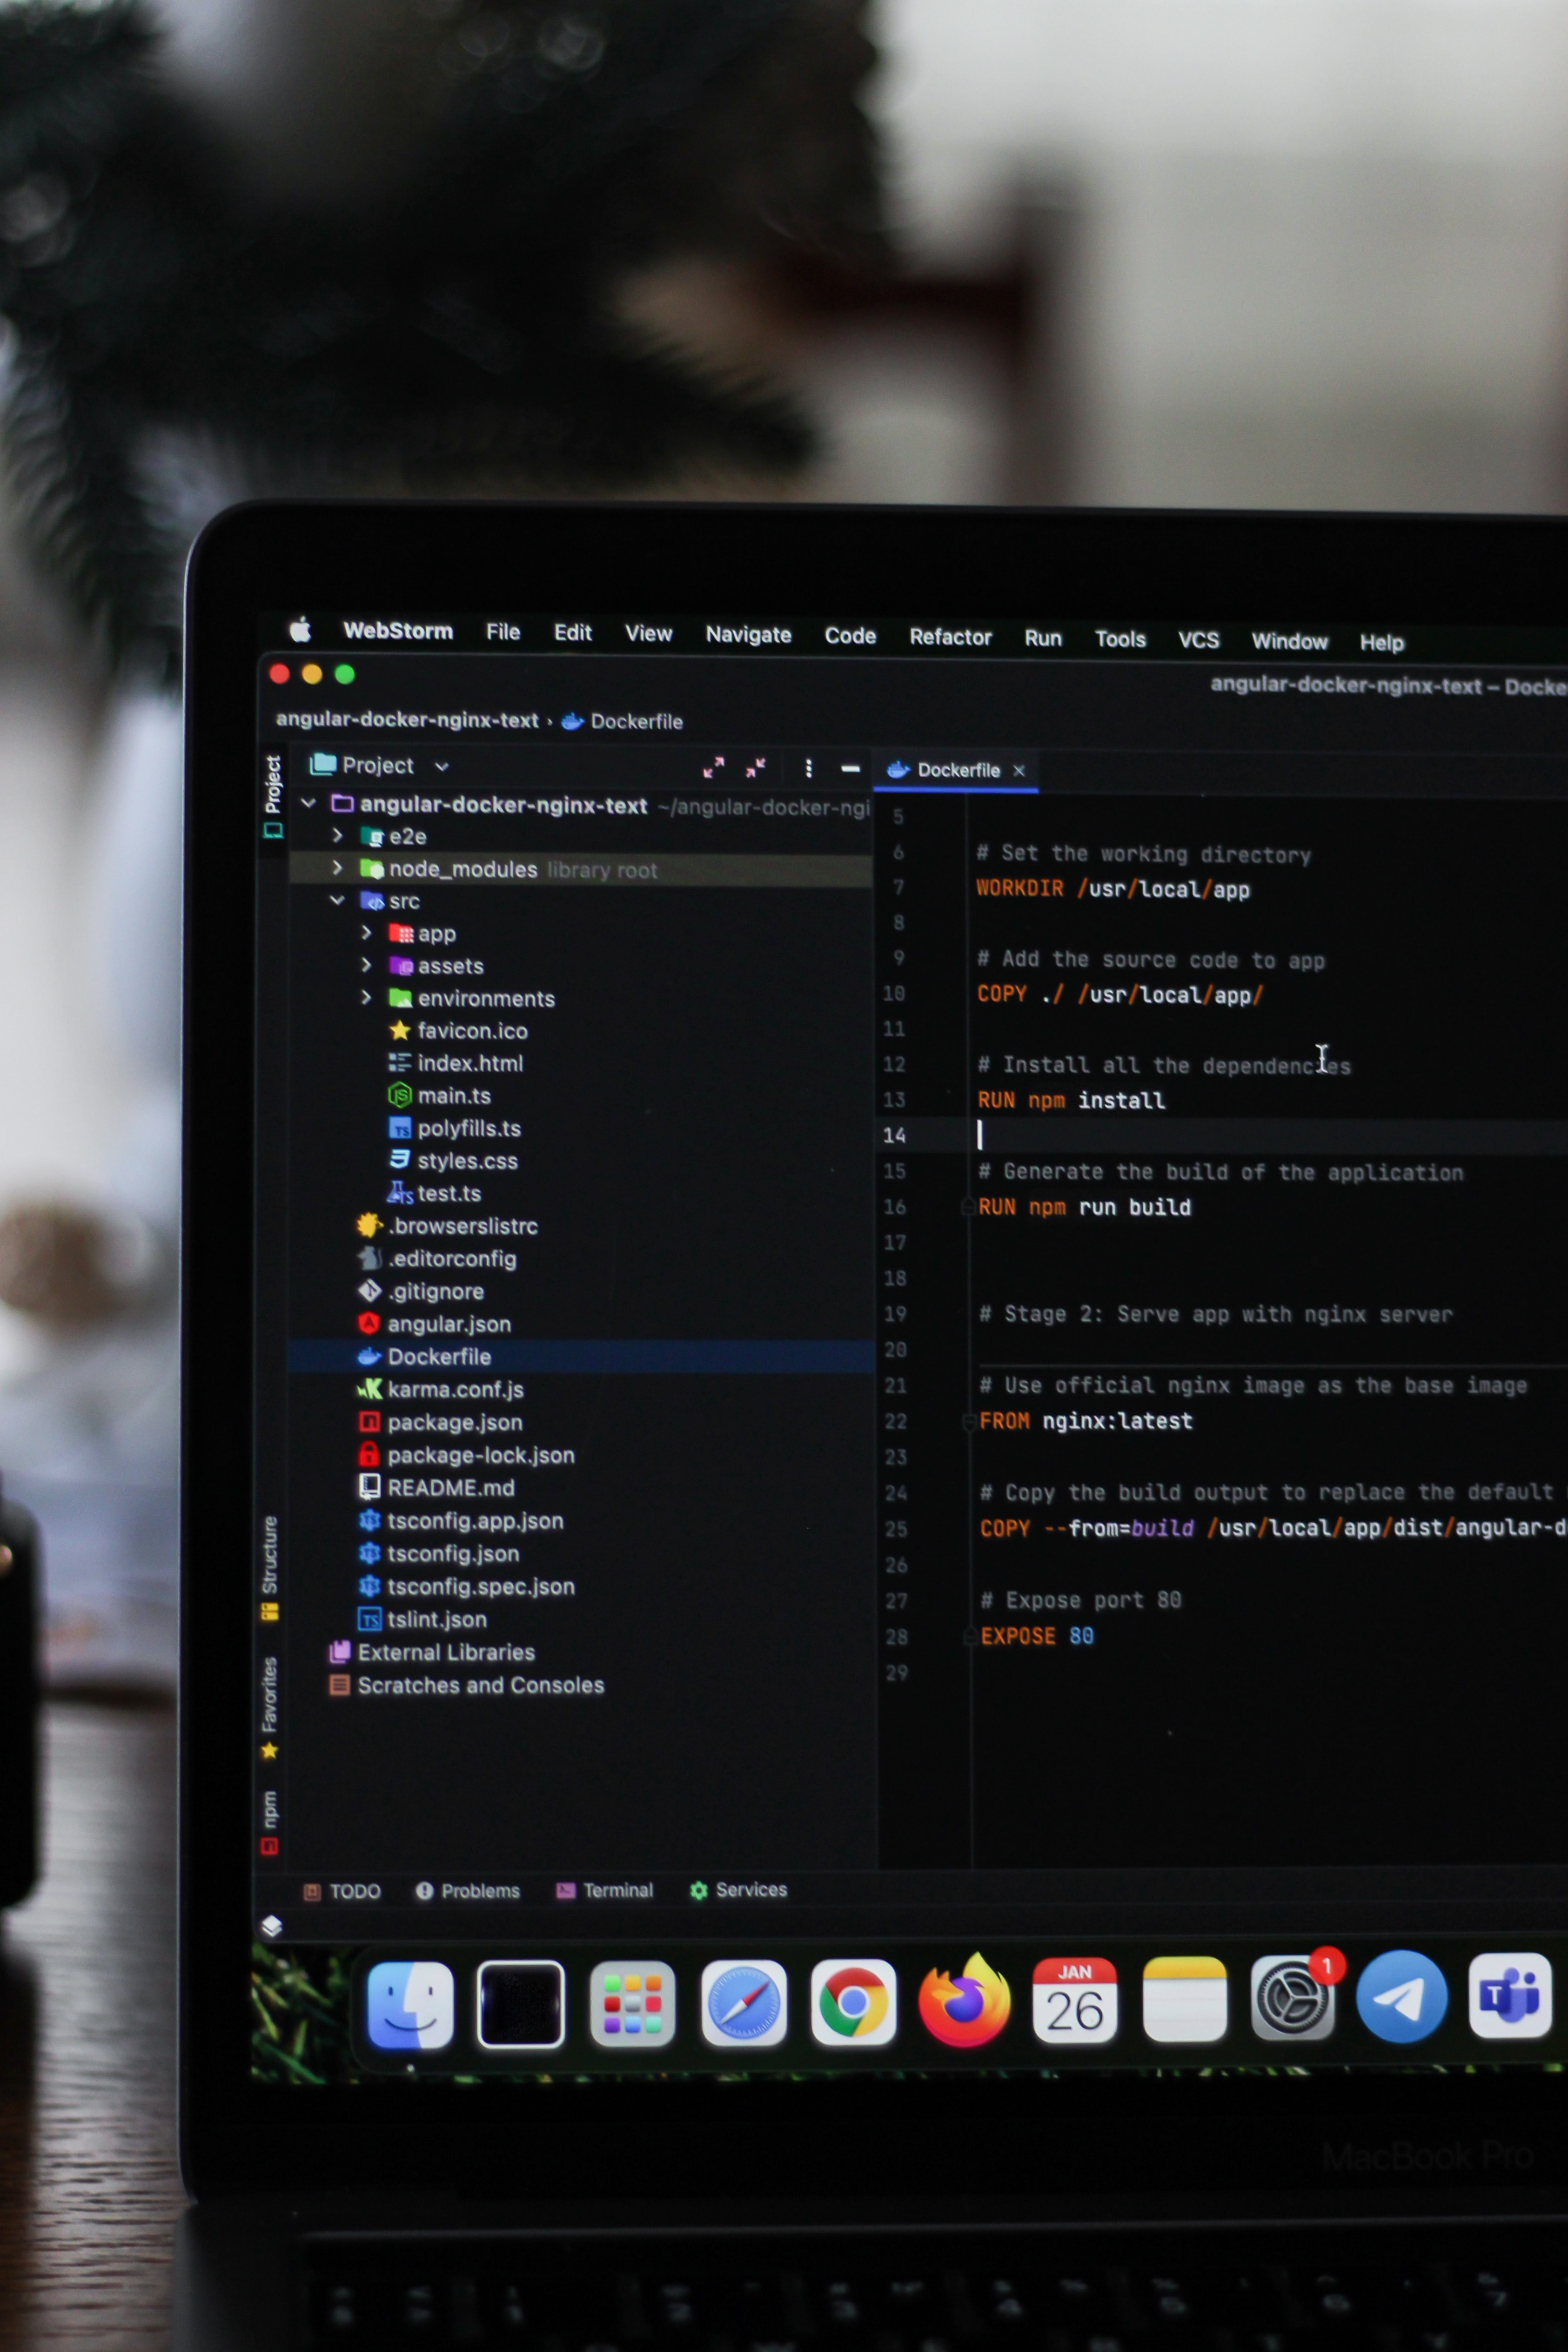 WebStorm File Edit View Navigate Code Refactor Run Tools VCS Window Help
angular-docker-nginx-text – Docke
angular-docker-nginx-text › Dockerfile
Project
Project
Dockerfile
angular-docker-nginx-text ~/angular-docker-ngi
e2e
node_modules library root
src
app
assets
environments
favicon.ico
index.html
main.ts
polyfills.ts
styles.css
test.ts
.browserslistrc
.editorconfig
.gitignore
angular.json
Dockerfile
karma.conf.js
package.json
package-lock.json
README.md
tsconfig.app.json
tsconfig.json
tsconfig.spec.json
tslint.json
External Libraries
Scratches and Consoles
Structure
Favorites
npm
5
6 # Set the working directory
7 WORKDIR /usr/local/app
8
9 # Add the source code to app
10 COPY ./ /usr/local/app/
11
12 # Install all the dependencies
13 RUN npm install
14
15 # Generate the build of the application
16 RUN npm run build
17
18
19 # Stage 2: Serve app with nginx server
20
21 # Use official nginx image as the base image
22 FROM nginx:latest
23
24 # Copy the build output to replace the default
25 COPY --from=build /usr/local/app/dist/angular-d
26
27 # Expose port 80
28 EXPOSE 80
29
TODO Problems Terminal Services
JAN
26
1
T
MacBook Pro